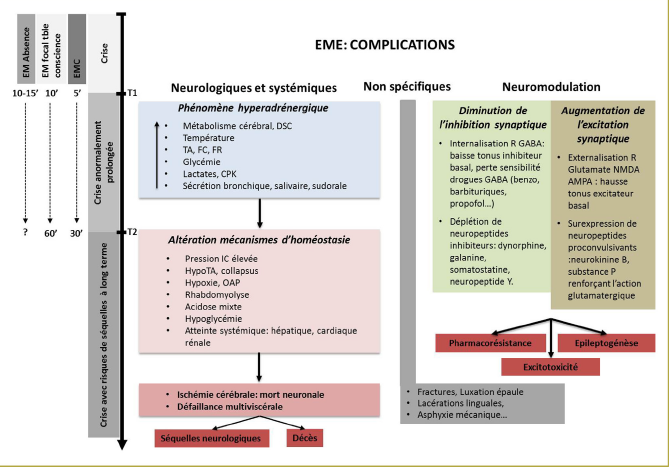 EME: COMPLICATIONS
EM Absence
EM focal tble
conscience
EMC
Crise
10-15’
10’
5’
T1
Crise anormalement
prolongée
?
60’
30’
T2
Crise avec risques de séquelles à long terme
Neurologiques et systémiques
Phénomène hyperadrénergique
• Métabolisme cérébral, DSC
• Température
• TA, FC, FR
• Glycémie
• Lactates, CPK
• Sécrétion bronchique, salivaire, sudorale
Altération mécanismes d’homéostasie
• Pression IC élevée
• HypoTA, collapsus
• Hypoxie, OAP
• Rhabdomyolyse
• Acidose mixte
• Hypoglycémie
• Atteinte systémique: hépatique, cardiaque
rénale
• Ischémie cérébrale: mort neuronale
• Défaillance multiviscérale
Séquelles neurologiques
Décès
Non spécifiques
• Fractures, Luxation épaule
• Lacérations linguales,
• Asphyxie mécanique…
Neuromodulation
Diminution de
l’inhibition synaptique
• Internalisation R GABA:
baisse tonus inhibiteur
basal, perte sensibilité
drogues GABA (benzo,
barbituriques,
propofol…)
• Déplétion de
neuropeptides
inhibiteurs: dynorphine,
galanine,
somatostatine,
neuropeptide Y.
Augmentation de
l’excitation
synaptique
• Externalisation R
Glutamate NMDA
AMPA : hausse
tonus excitateur
basal
• Surexpression de
neuropeptides
proconvulsivants
:neurokinine B,
substance P
renforçant l’action
glutamatergique
Pharmacorésistance
Epileptogénèse
Excitotoxicité